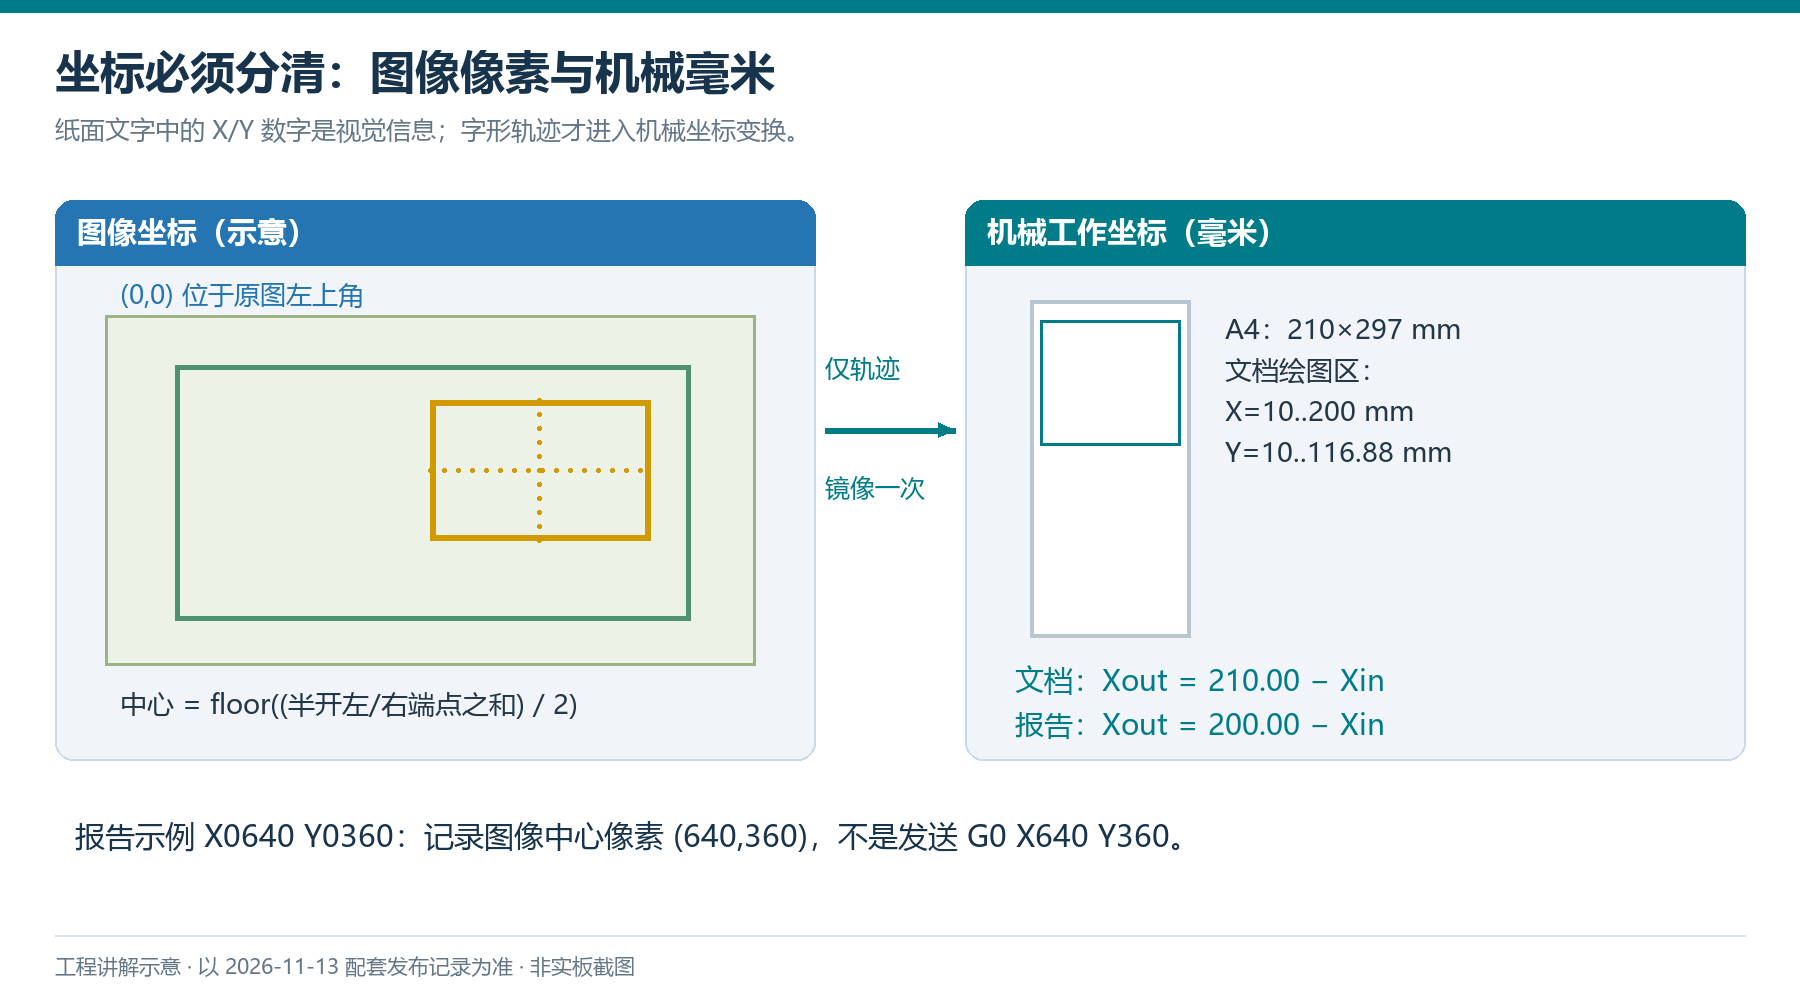 坐标必须分清：图像像素与机械毫米
纸面文字中的 X/Y 数字是视觉信息；字形轨迹才进入机械坐标变换。
图像坐标（示意）
(0,0) 位于原图左上角
中心 = floor((半开左/右端点之和) / 2)
仅轨迹
镜像一次
机械工作坐标（毫米）
A4：210×297 mm
文档绘图区：
X=10..200 mm
Y=10..116.88 mm
文档：Xout = 210.00 − Xin
报告：Xout = 200.00 − Xin
报告示例 X0640 Y0360：记录图像中心像素 (640,360)，不是发送 G0 X640 Y360。
工程讲解示意 · 以 2026-11-13 配套发布记录为准 · 非实板截图